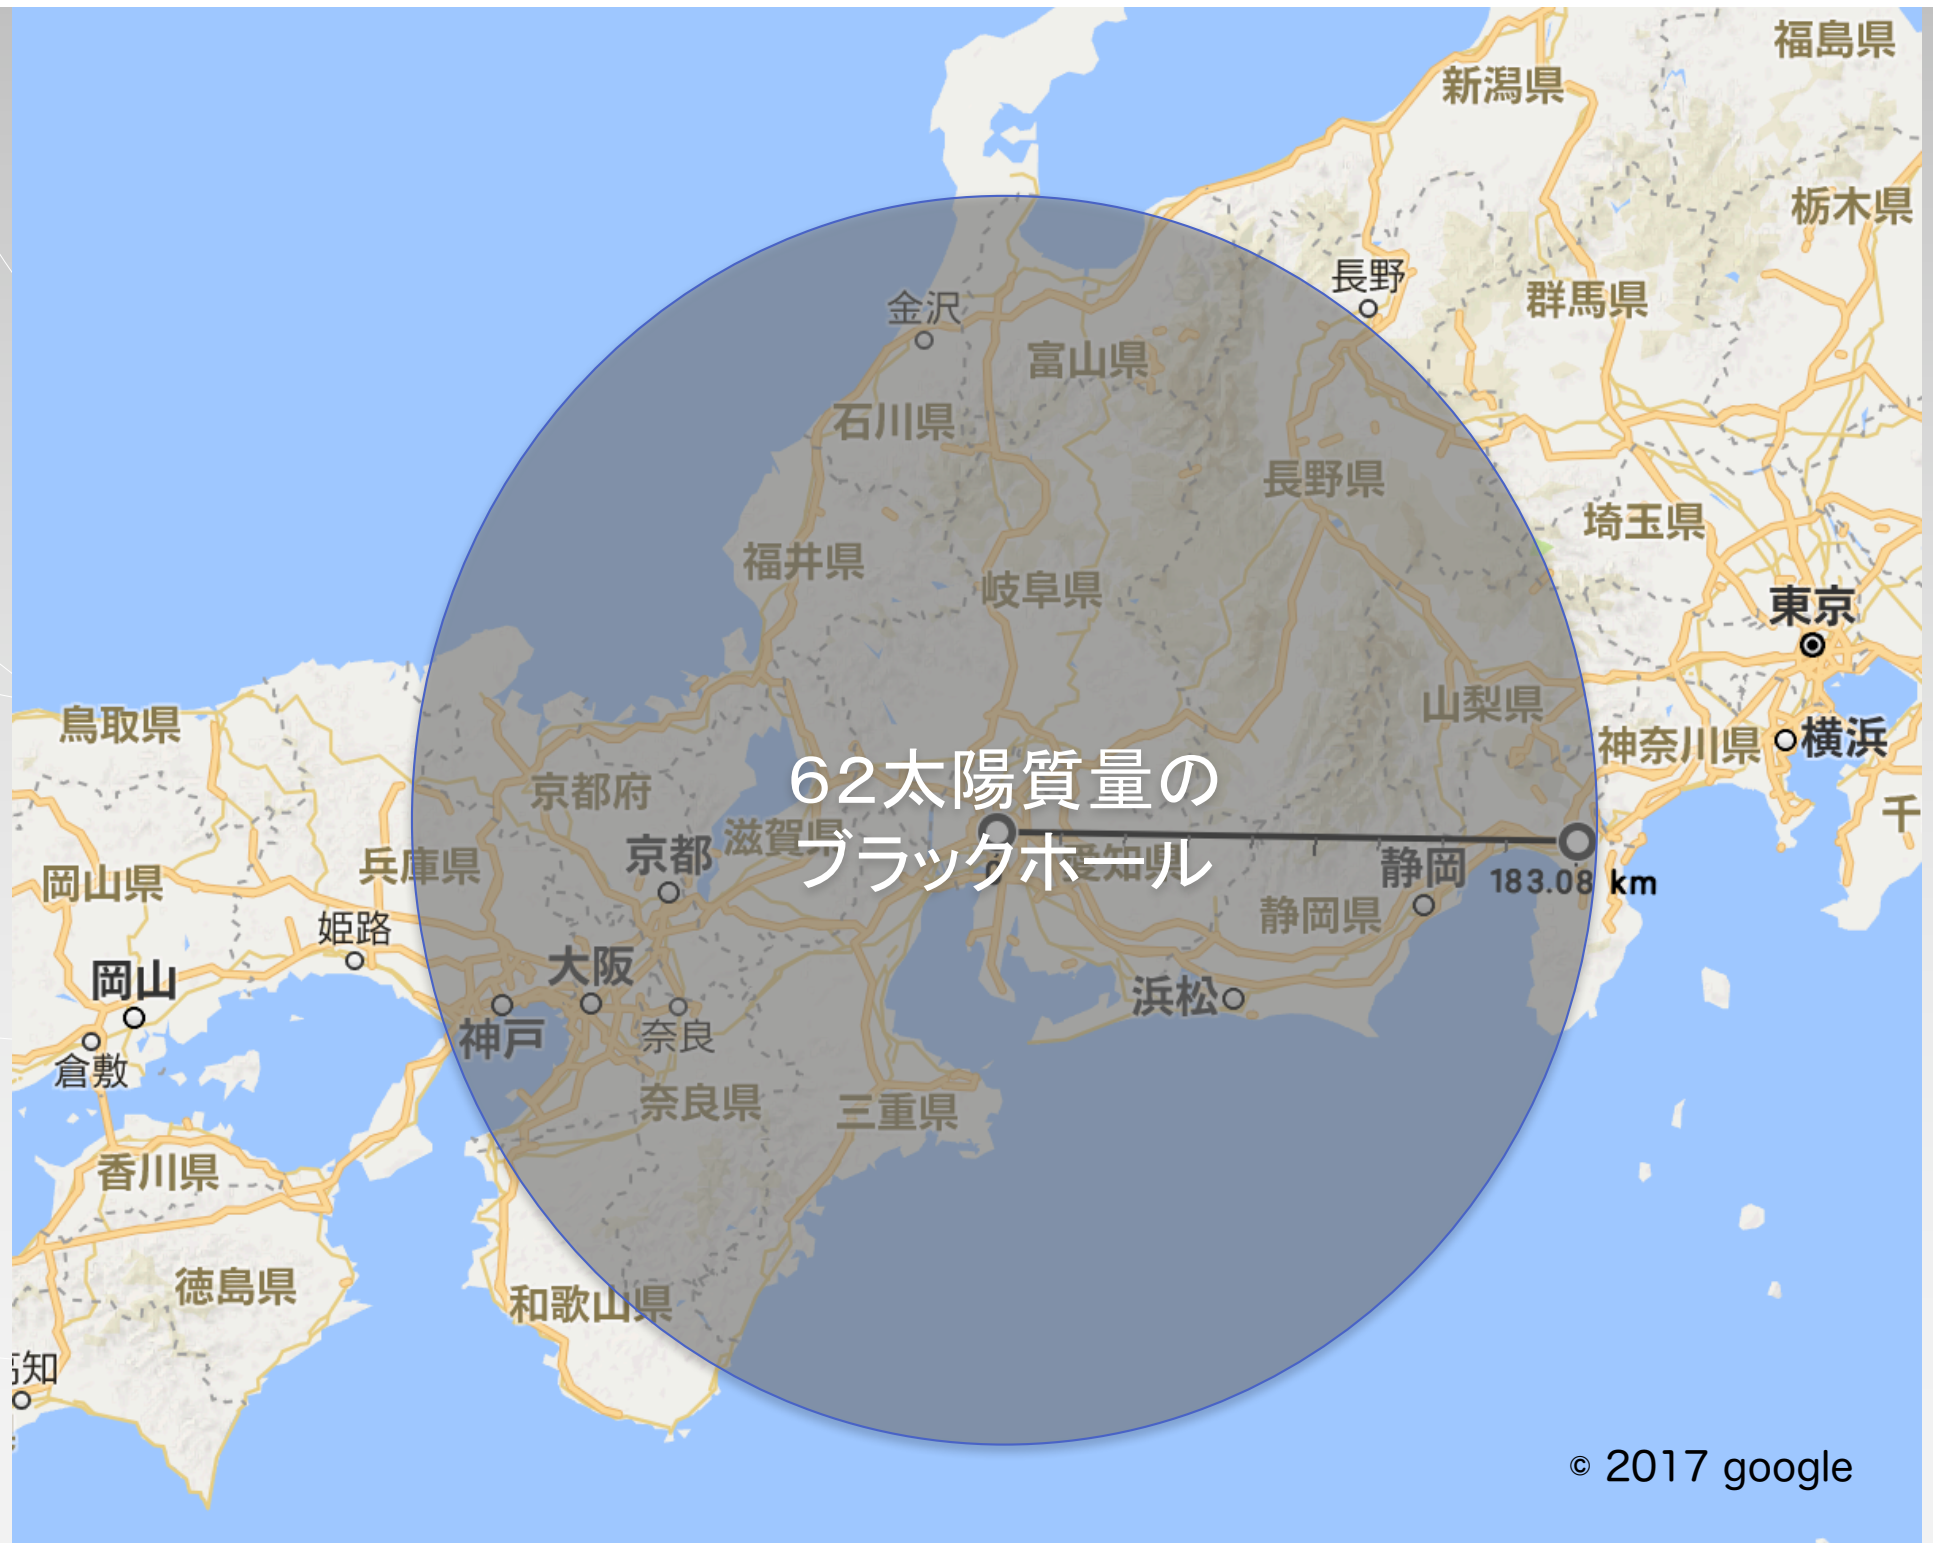 福島県
新潟県
栃木県
長野
群馬県
金沢
富山県
石川県
長野県
埼玉県
福井県
岐阜県
東京
山梨県
鳥取県
神奈川県
横浜
62太陽質量の
ブラックホール
京都府
滋賀県
京都
愛知県
静岡
183.08 km
0
千
兵庫県
岡山県
静岡県
姫路
大阪
岡山
浜松
神戸
奈良
倉敷
奈良県
三重県
香川県
徳島県
和歌山県
知
© 2017 google